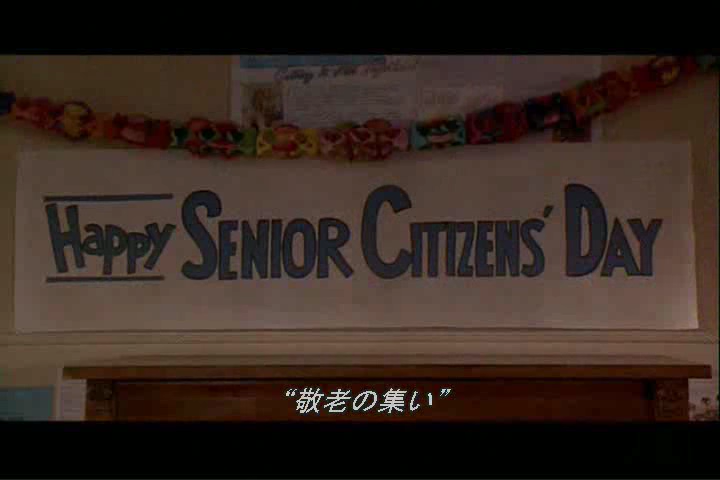 Happy SENIOR CITIZENS' DAY
“敬老の集い”